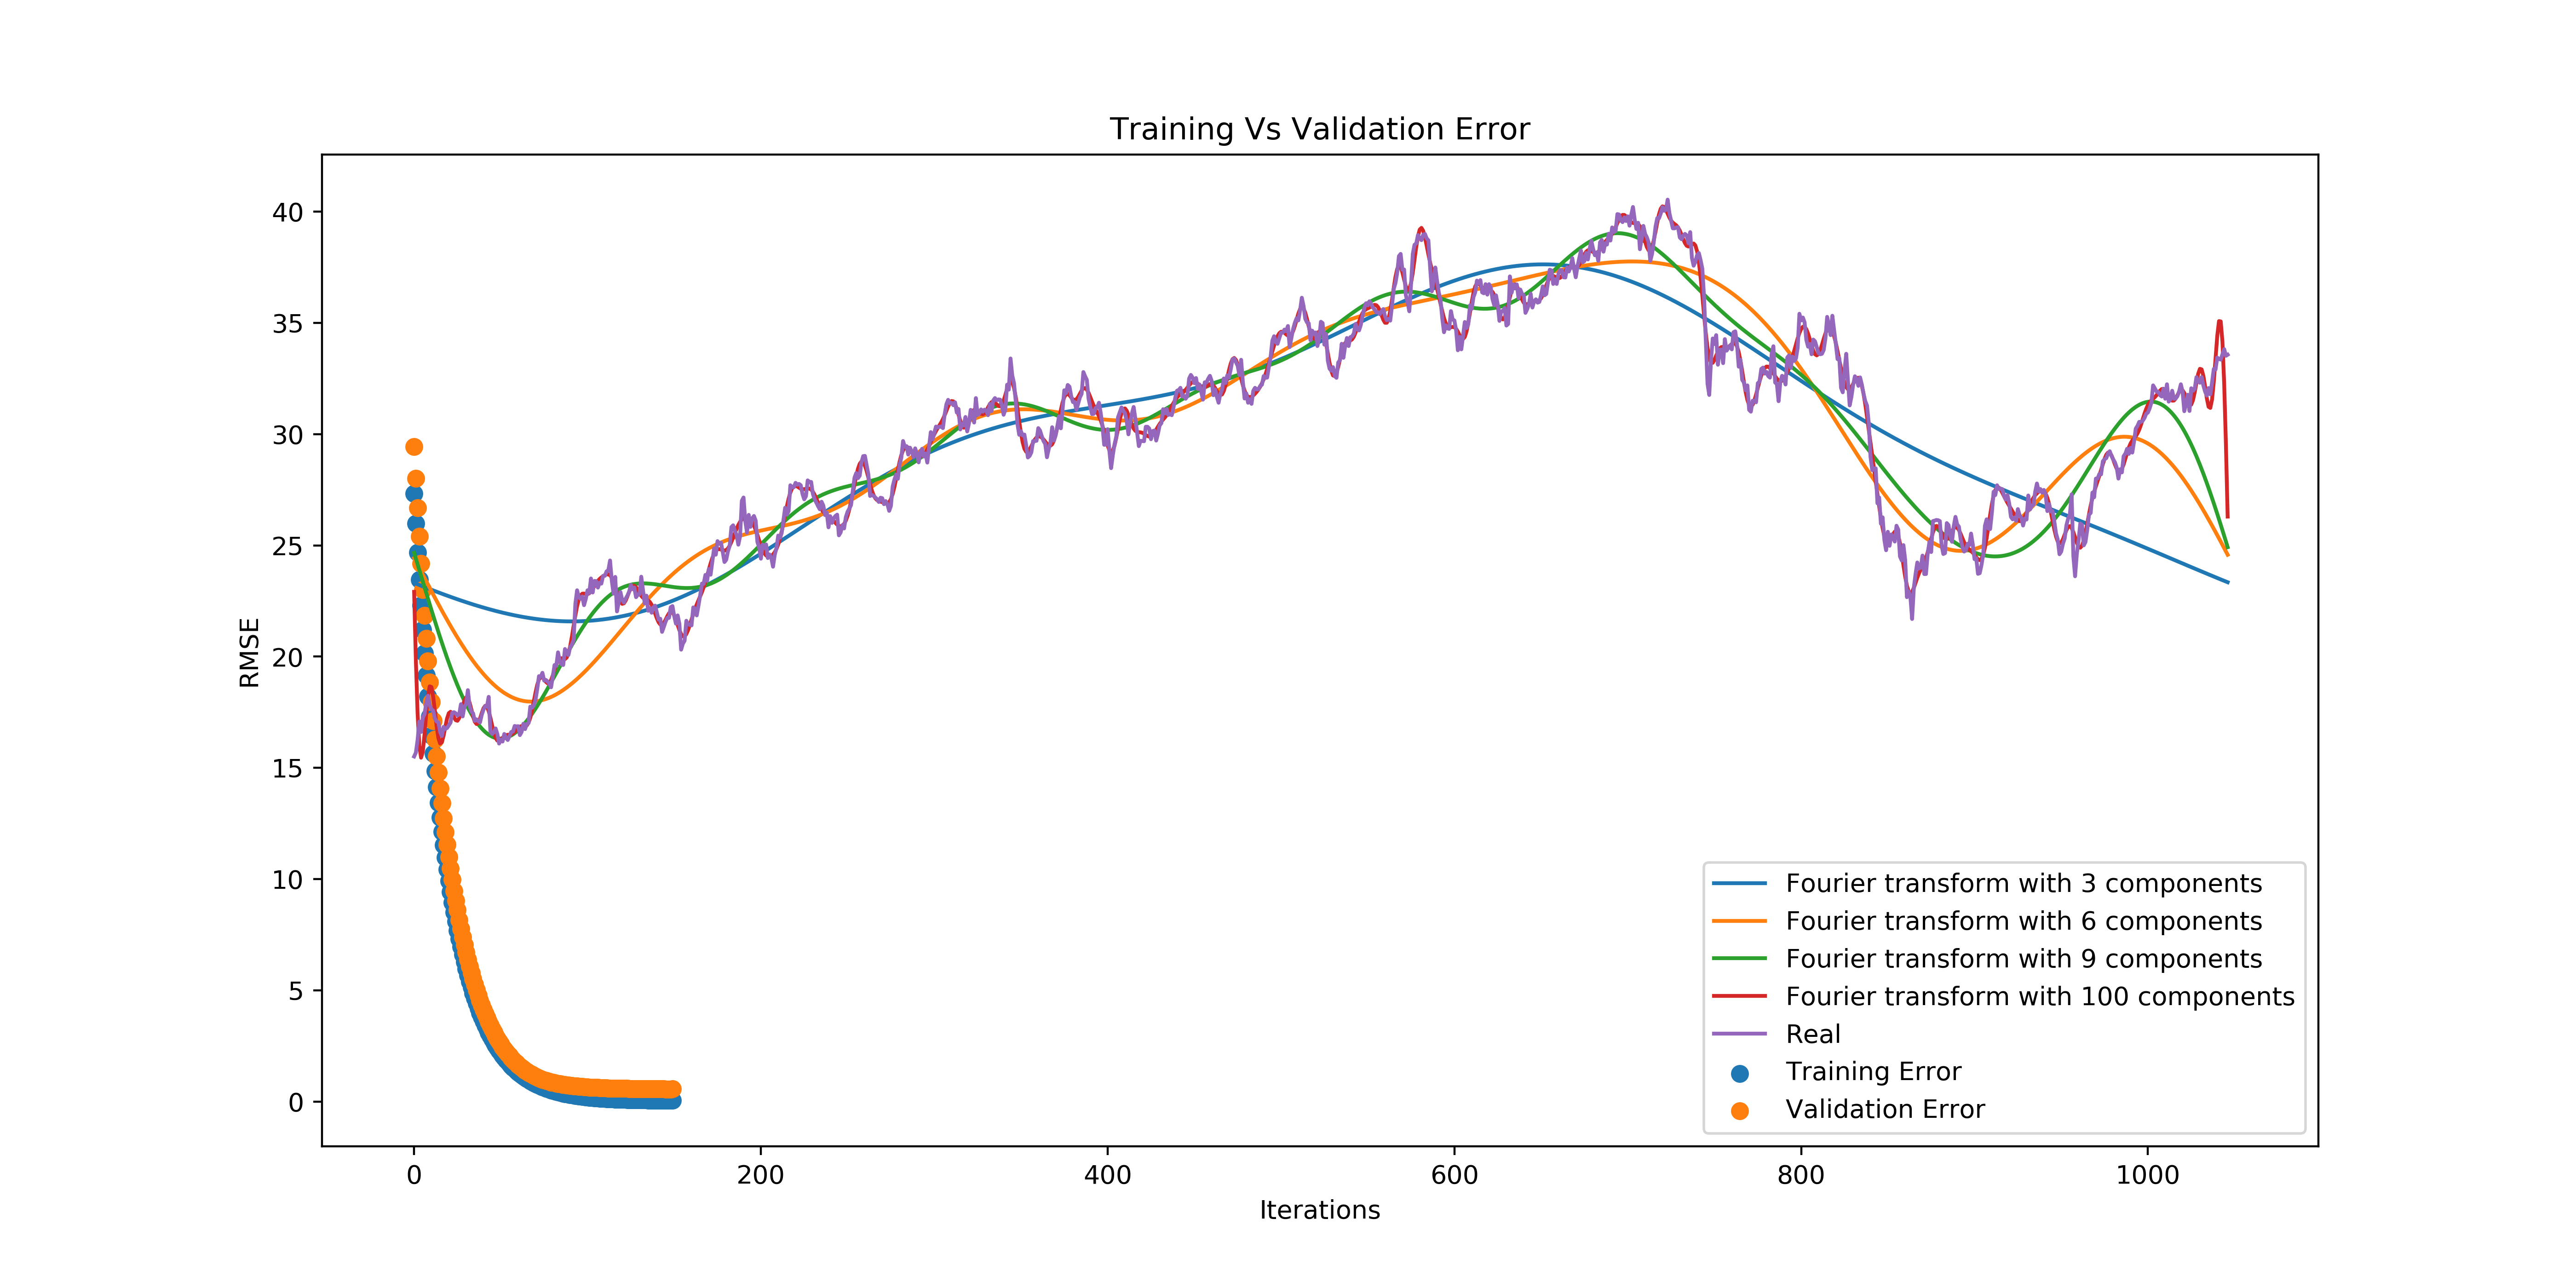 Training Vs Validation Error
RMSE
40
35
30
25
20
15
10
5
0
0 200 400 600 800 1000
Iterations
Fourier transform with 3 components
Fourier transform with 6 components
Fourier transform with 9 components
Fourier transform with 100 components
Real
Training Error
Validation Error